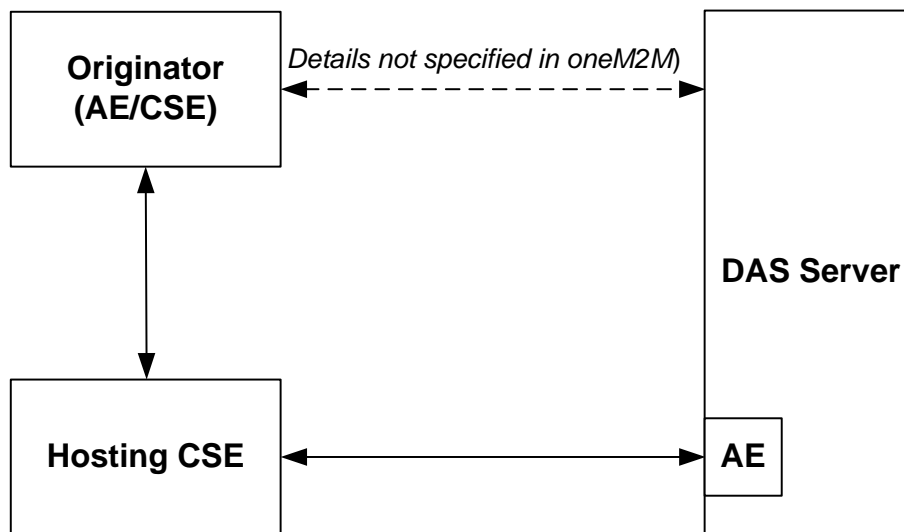 Originator
(AE/CSE)
Details not specified in oneM2M)
DAS Server
Hosting CSE
AE